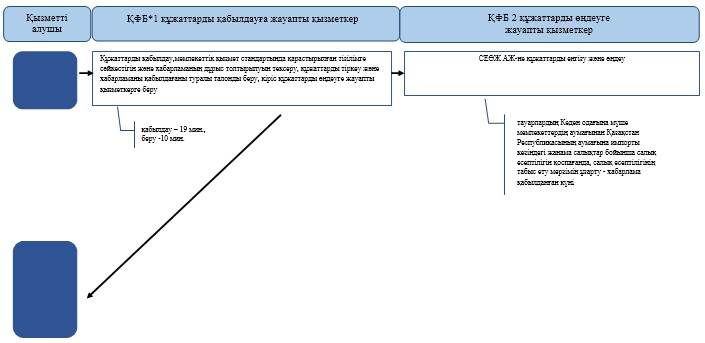 Қызметті
алушы
ҚФБ*1 құжаттарды қабылдауға жауапты қызметкер
ҚФБ 2 құжаттарды өңдеуге
жауапты қызметкер
Құжаттарды қабылдау,мемлекеттік қызмет стандартында қарастырылған тізілімге
сәйкестігін және хабарламаның дұрыс толтырылуын тексеру, құжаттарды тіркеу және
хабарламаны қабылдағаны туралы талонды беру, кіріс құжаттарды өңдеуге жауапты
қызметкерге беру
СЕӨЖ АЖ-не құжаттарды енгізу және өңдеу
қабылдау – 19 мин.,
беру -10 мин.
тауарлардың Кеден одағына мүше
мемлекеттердің аумағынан Қазақстан
Республикасының аумағына импорты
кезіндегі жанама салықтар бойынша салық
есептілігін қоспағанда, салық есептілігінің
табыс ету мерзімін ұзарту - хабарлама
қабылданған күні